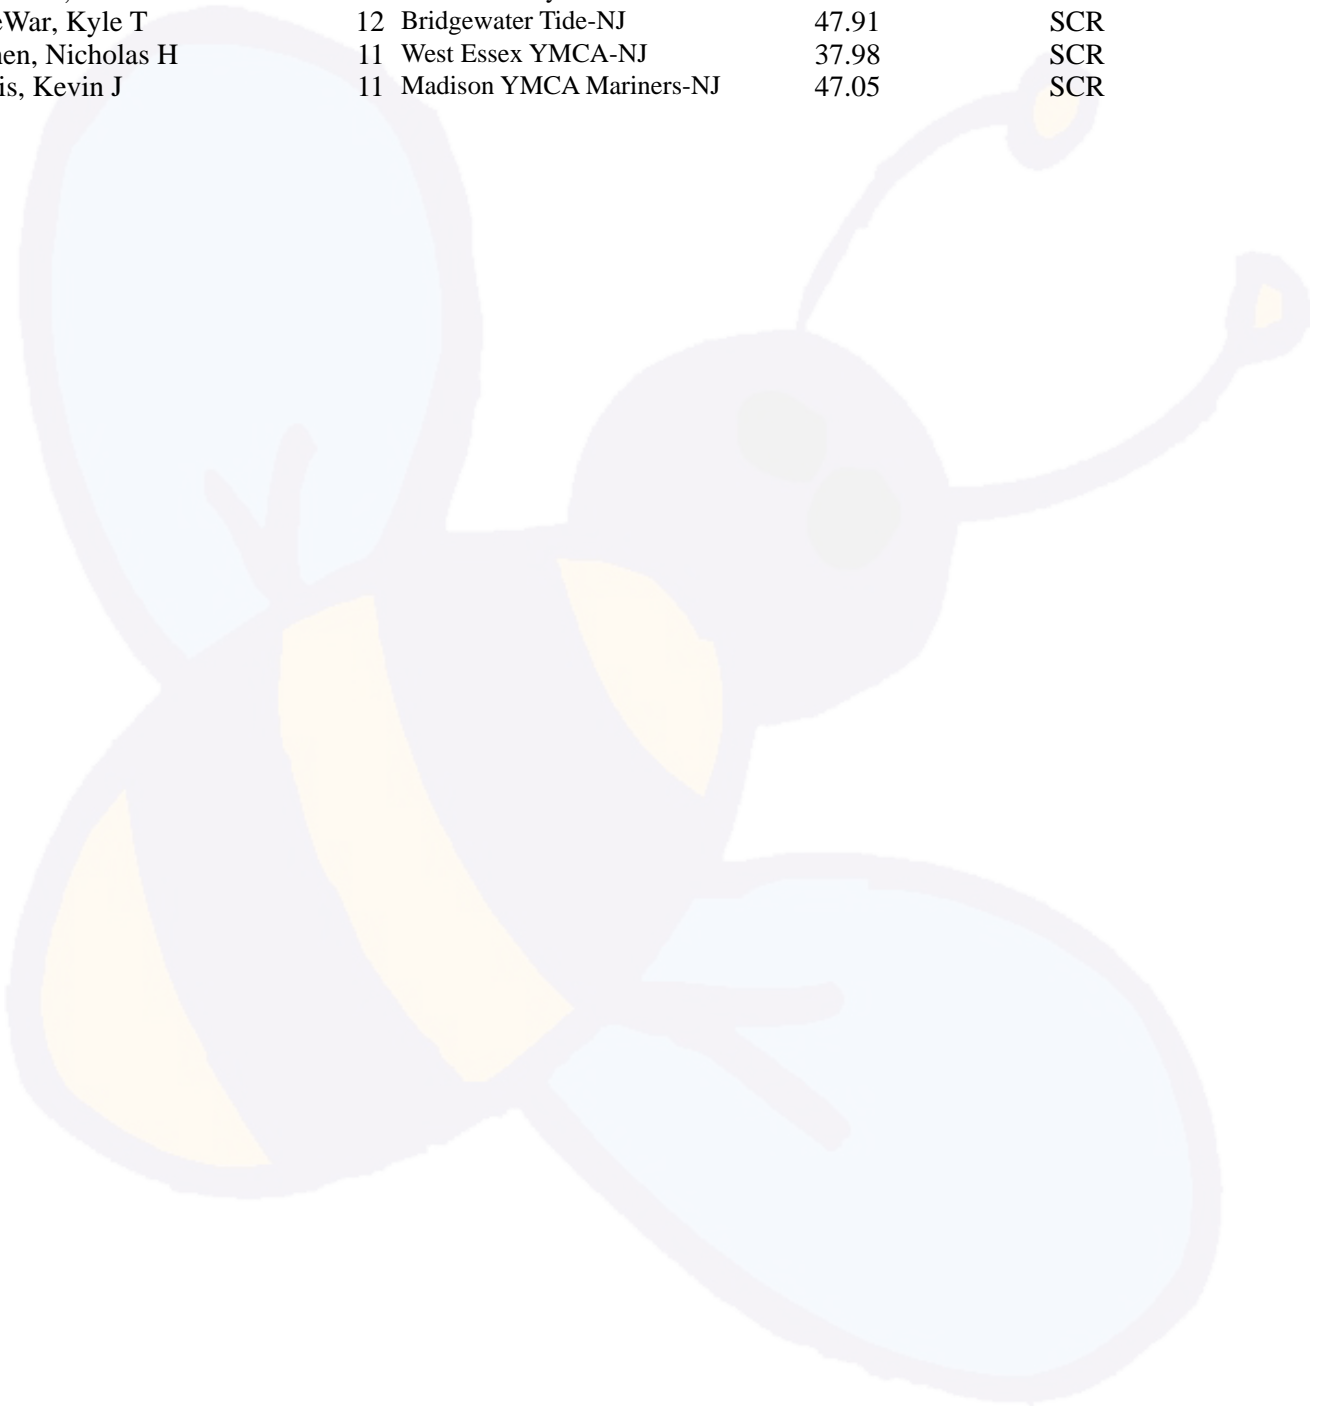 eWar, Kyle T 12 Bridgewater Tide-NJ 47.91 SCR
en, Nicholas H 11 West Essex YMCA-NJ 37.98 SCR
is, Kevin J 11 Madison YMCA Mariners-NJ 47.05 SCR